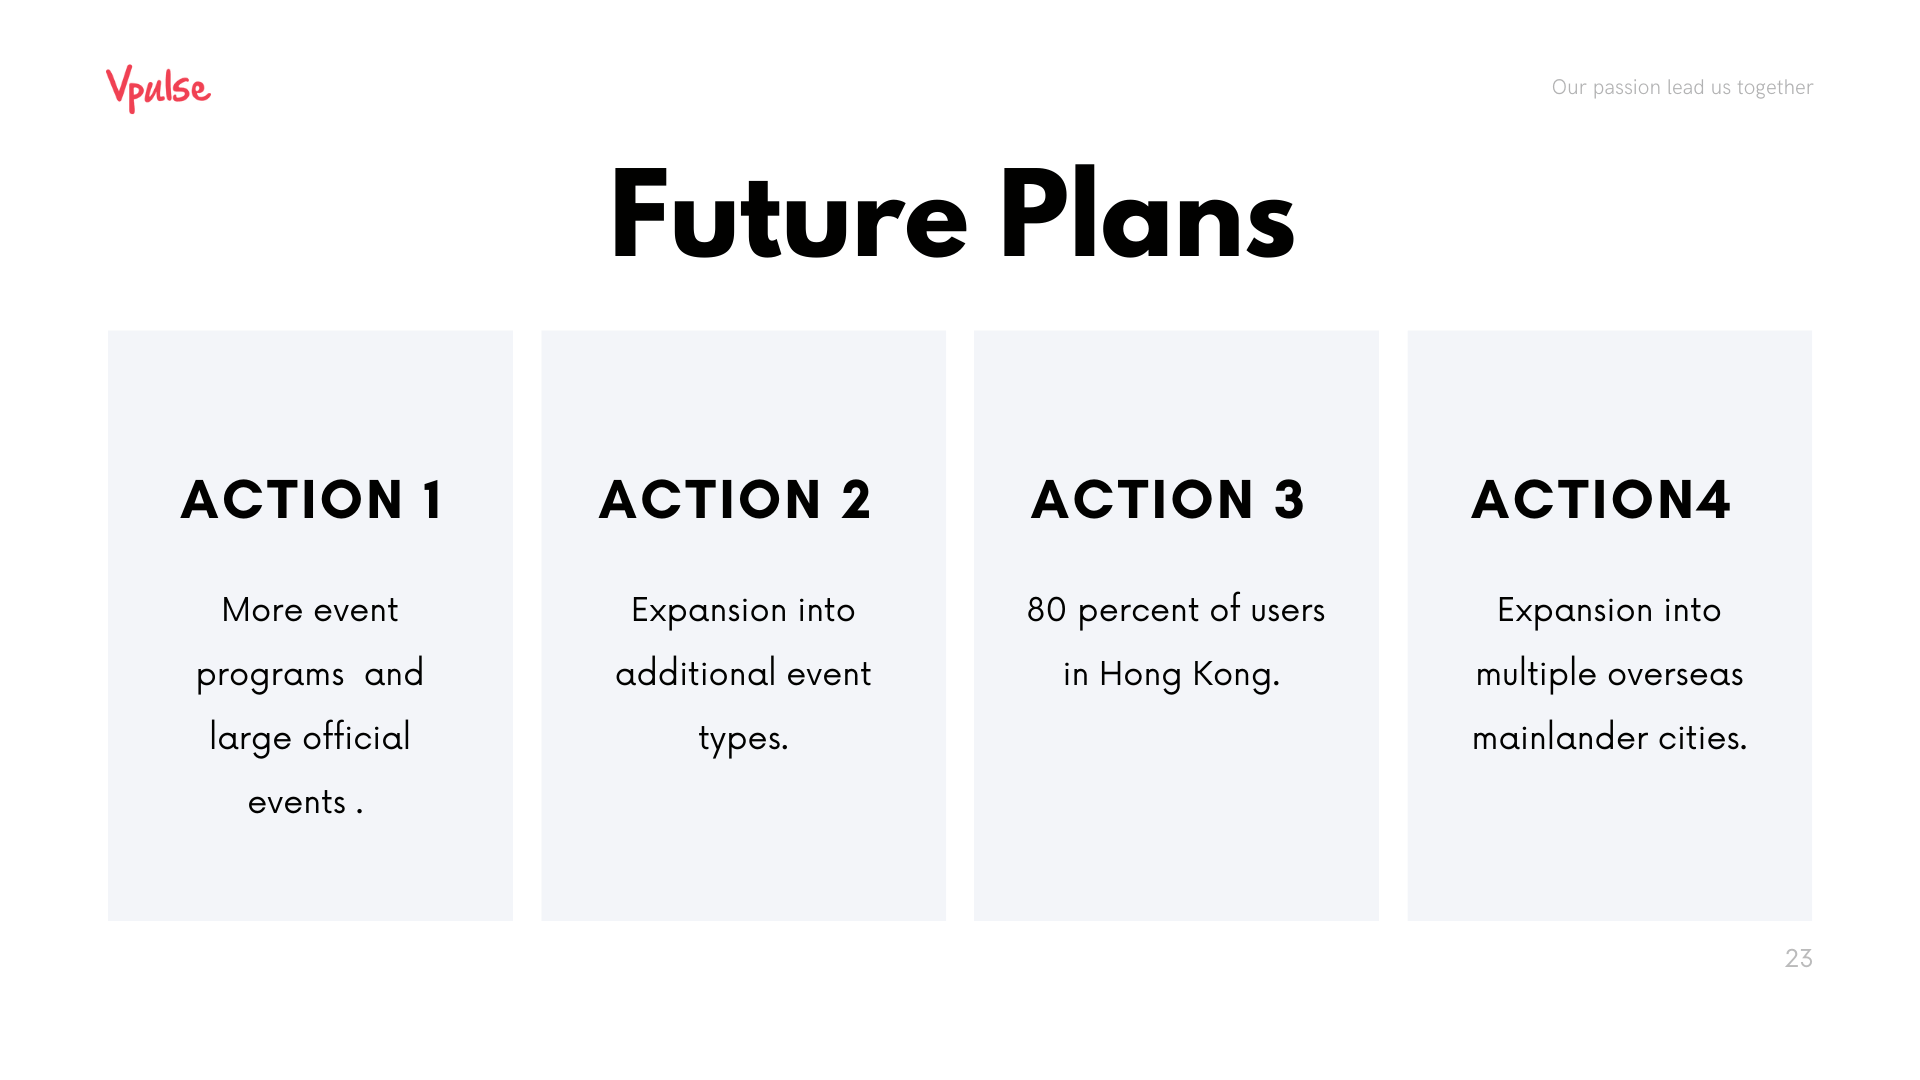 Vpulse
Our passion lead us together
Future Plans
ACTION 1
More event
programs  and
large official
events .
ACTION 2
Expansion into
additional event
types.
ACTION 3
80 percent of users
in Hong Kong.
ACTION4
Expansion into
multiple overseas
mainlander cities.
23